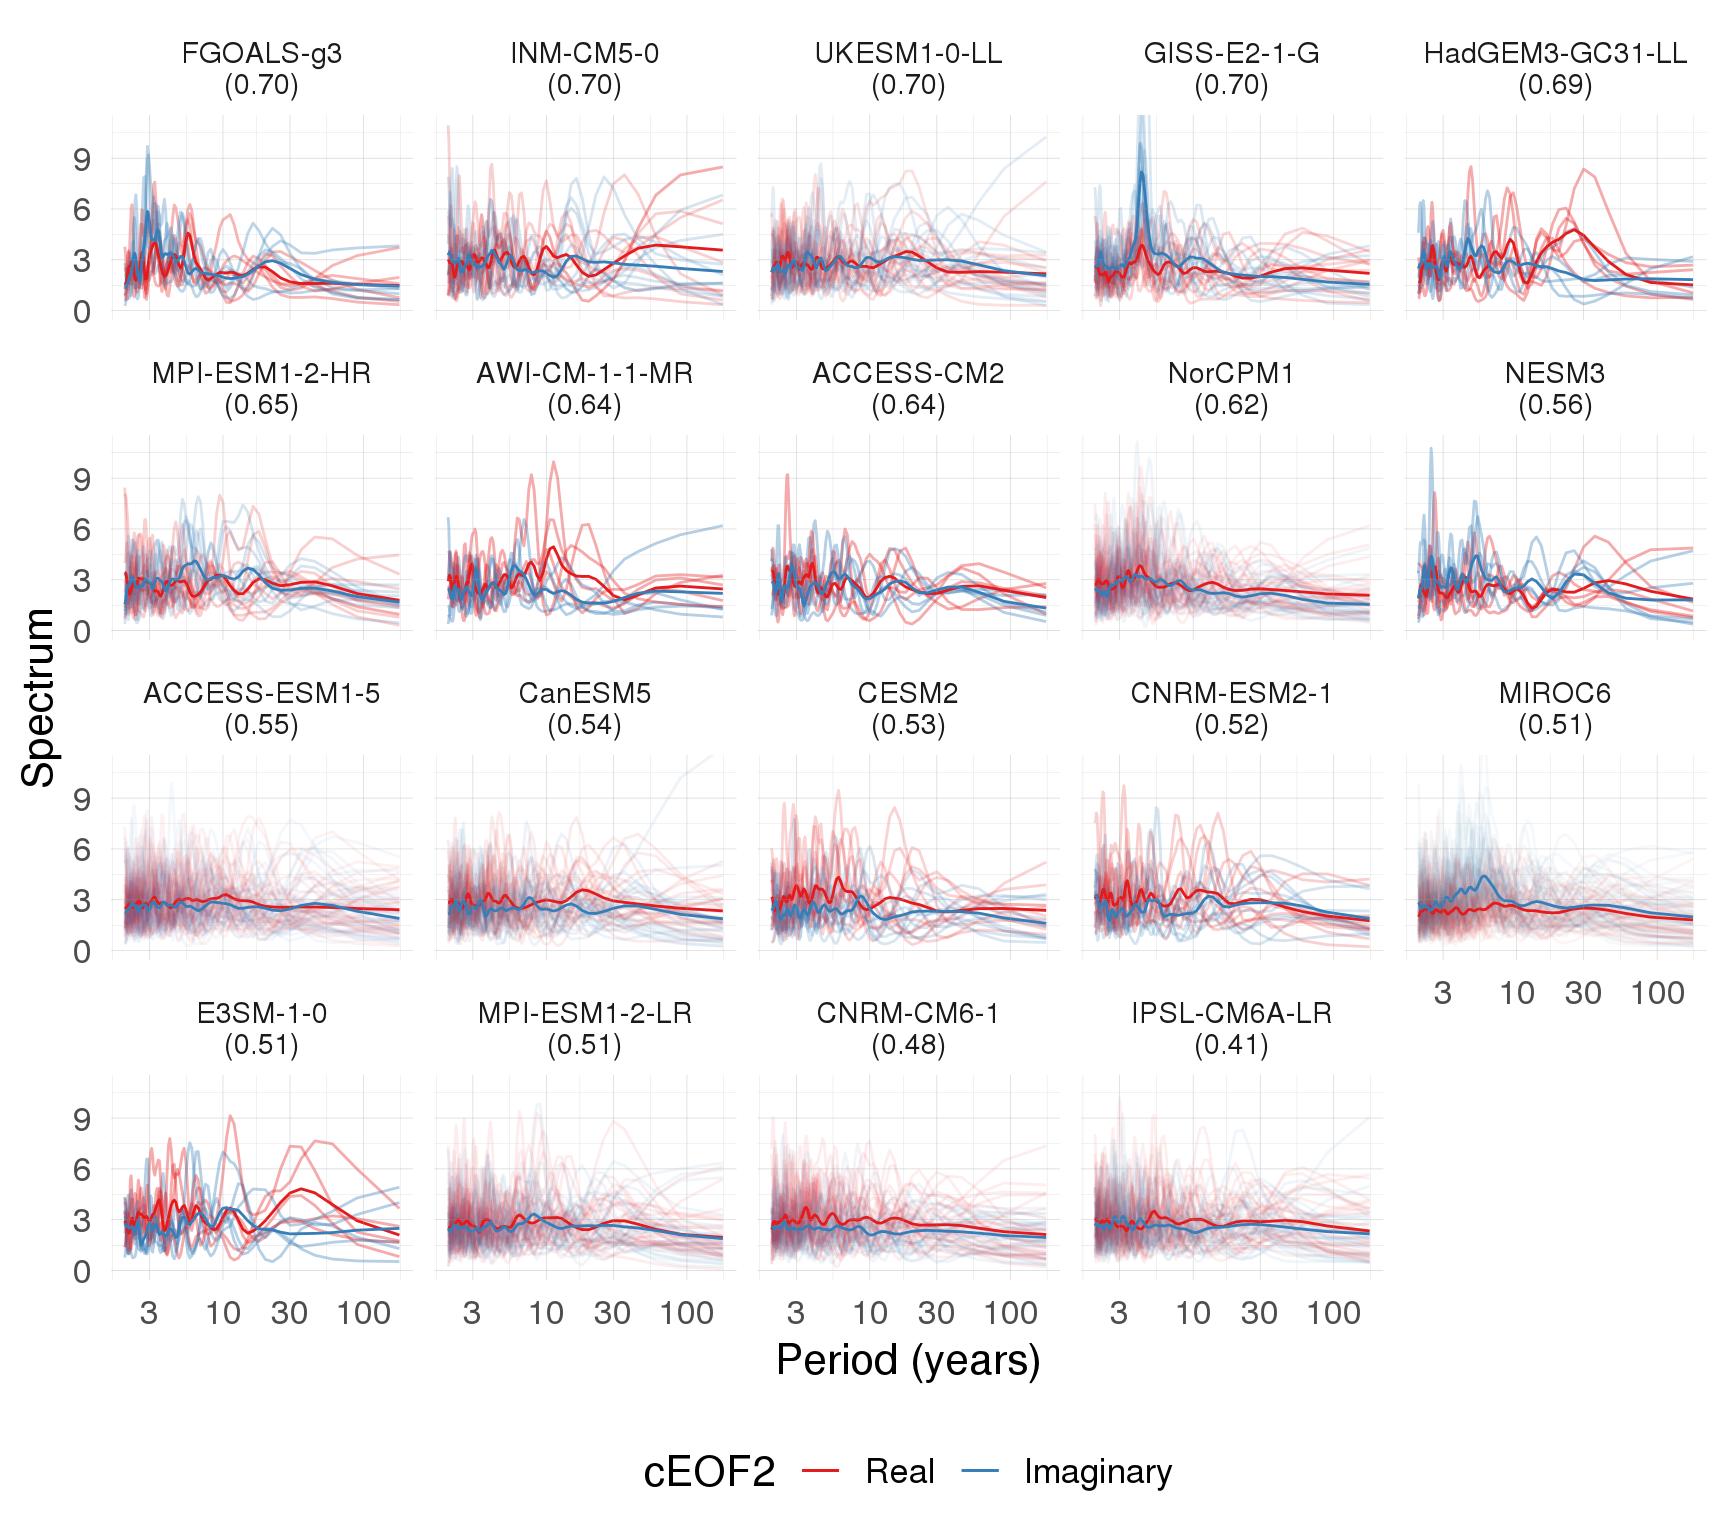 FGOALS-g3 INM-CM5-0 UKESM1-0-LL GISS-E2-1-G HadGEM3-GC31-LL
(0.70) (0.70) (0.70) (0.70) (0.69)
9
6
3
0
MPI-ESM1-2-HR AWI-CM-1-1-MR ACCESS-CM2 NorCPM1 NESM3
(0.65) (0.64) (0.64) (0.62) (0.56)
9
6
3
0
Spectrum
ACCESS-ESM1-5 CanESM5 CESM2 CNRM-ESM2-1 MIROC6
(0.55) (0.54) (0.53) (0.52) (0.51)
9
6
3
0
3 10 30 100
E3SM-1-0 MPI-ESM1-2-LR CNRM-CM6-1 IPSL-CM6A-LR
(0.51) (0.51) (0.48) (0.41)
9
6
3
0
3 10 30 100 3 10 30 100 3 10 30 100 3 10 30 100
Period (years)
cEOF2 Real Imaginary